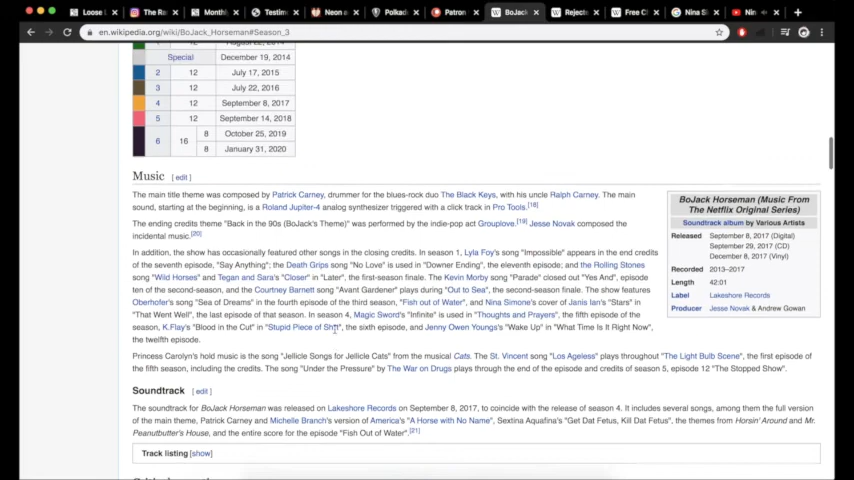 Loose L
The Ra
Monthl
Testimo
Neon a
Polkad
Patron
BoJack
Rejecte
Free C
Nina Si
Nin
en.wikipedia.org/wiki/BoJack_Horseman#Season_3
August 22, 2014
Special December 19, 2014
2 12 July 17, 2015
3 12 July 22, 2016
4 12 September 8, 2017
5 12 September 14, 2018
6 16 8 October 25, 2019
8 January 31, 2020
Music [edit]
The main title theme was composed by Patrick Carney, drummer for the blues-rock duo The Black Keys, with his uncle Ralph Carney. The main
sound, starting at the beginning, is a Roland Jupiter-4 analog synthesizer triggered with a click track in Pro Tools.[18]
The ending credits theme "Back in the 90s (BoJack's Theme)" was performed by the indie-pop act Grouplove.[19] Jesse Novak composed the
incidental music.[20]
In addition, the show has occasionally featured other songs in the closing credits. In season 1, Lyla Foy's song "Impossible" appears in the end credits
of the seventh episode, "Say Anything"; the Death Grips song "No Love" is used in "Downer Ending", the eleventh episode; and the Rolling Stones
song "Wild Horses" and Tegan and Sara's "Closer" in "Later", the first-season finale. The Kevin Morby song "Parade" closed out "Yes And", episode
ten of the second-season, and the Courtney Barnett song "Avant Gardener" plays during "Out to Sea", the second-season finale. The show features
Oberhofer's song "Sea of Dreams" in the fourth episode of the third season, "Fish out of Water", and Nina Simone's cover of Janis Ian's "Stars" in
"That Went Well", the last episode of that season. In season 4, Magic Sword's "Infinite" is used in "Thoughts and Prayers", the fifth episode of the
season, K.Flay's "Blood in the Cut" in "Stupid Piece of Sh*t", the sixth episode, and Jenny Owen Youngs's "Wake Up" in "What Time Is It Right Now",
the twelfth episode.
Princess Carolyn's hold music is the song "Jellicle Songs for Jellicle Cats" from the musical Cats. The St. Vincent song "Los Ageless" plays throughout "The Light Bulb Scene", the first episode of
the fifth season, including the credits. The song "Under the Pressure" by The War on Drugs plays through the end of the episode and credits of season 5, episode 12 "The Stopped Show".
BoJack Horseman (Music From
The Netflix Original Series)
Soundtrack album by Various Artists
Released September 8, 2017 (Digital)
September 29, 2017 (CD)
December 8, 2017 (Vinyl)
Recorded 2013–2017
Length 42:01
Label Lakeshore Records
Producer Jesse Novak & Andrew Gowan
Soundtrack [edit]
The soundtrack for BoJack Horseman was released on Lakeshore Records on September 8, 2017, to coincide with the release of season 4. It includes several songs, among them the full version
of the main theme, Patrick Carney and Michelle Branch's version of America's "A Horse with No Name", Sextina Aquafina's "Get Dat Fetus, Kill Dat Fetus", the themes from Horsin' Around and Mr.
Peanutbutter's House, and the entire score for the episode "Fish Out of Water".[21]
Track listing [show]